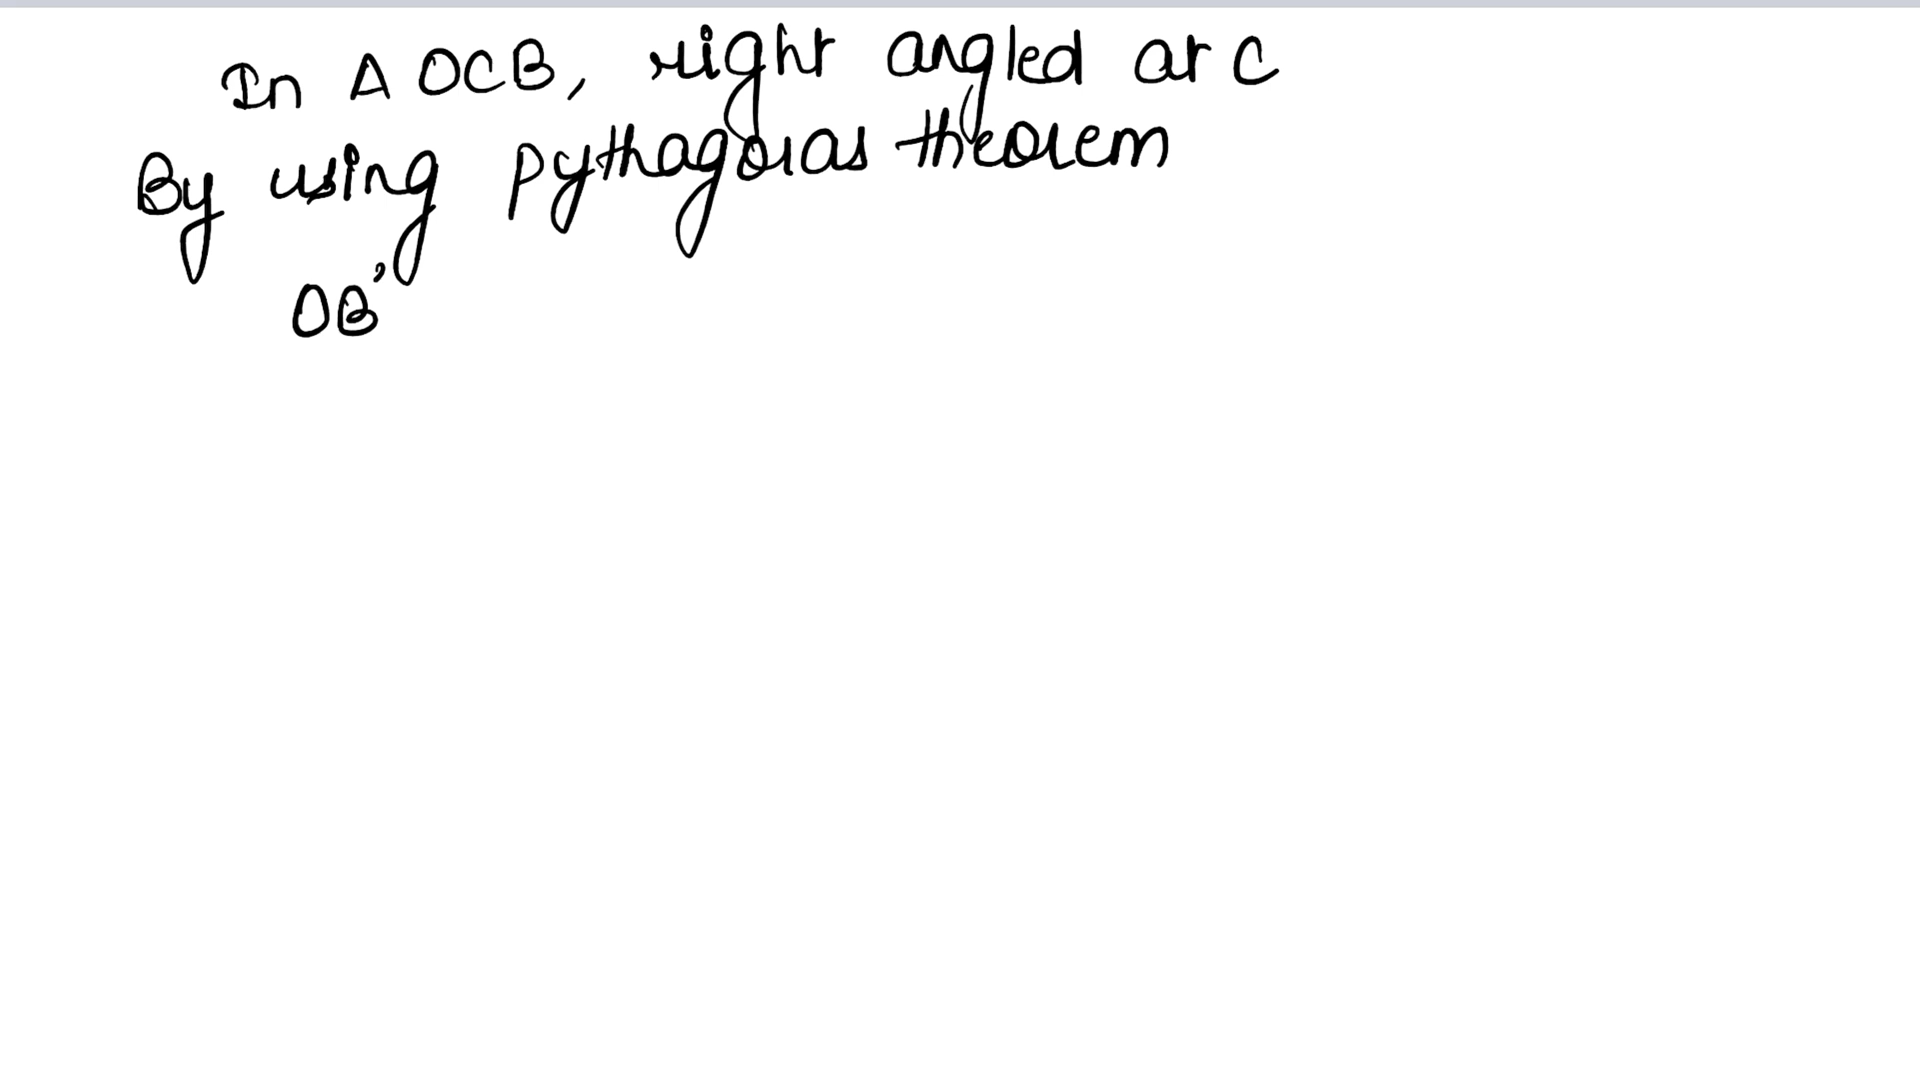 In Δ OCB, right angled at C
By using pythagoras theorem
OB²